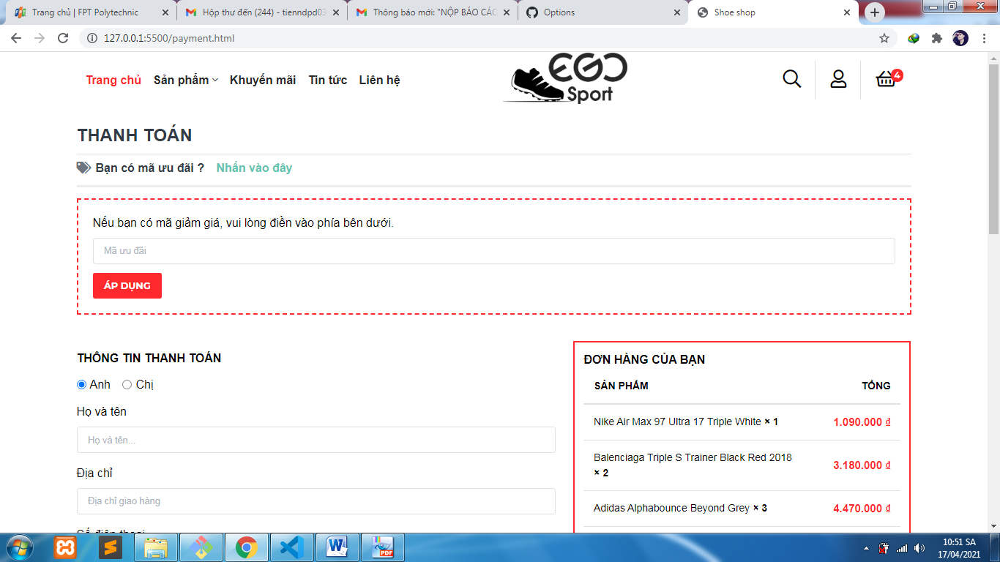 Trang chủ | FPT Polytechnic
Hộp thư đến (244) - tienndpd03
Thông báo mới: "NỘP BÁO CÁO
Options
Shoe shop
127.0.0.1:5500/payment.html
Trang chủ Sản phẩm Khuyến mãi Tin tức Liên hệ
EGO
Sport
4
THANH TOÁN
Bạn có mã ưu đãi ? Nhấn vào đây
Nếu bạn có mã giảm giá, vui lòng điền vào phía bên dưới.
Mã ưu đãi
ÁP DỤNG
THÔNG TIN THANH TOÁN
Anh Chị
Họ và tên
Họ và tên...
Địa chỉ
Địa chỉ giao hàng
Số điện thoại
ĐƠN HÀNG CỦA BẠN
SẢN PHẨM TỔNG
Nike Air Max 97 Ultra 17 Triple White × 1 1.090.000 ₫
Balenciaga Triple S Trainer Black Red 2018
× 2 3.180.000 ₫
Adidas Alphabounce Beyond Grey × 3 4.470.000 ₫
PDF
10:51 SA
17/04/2021